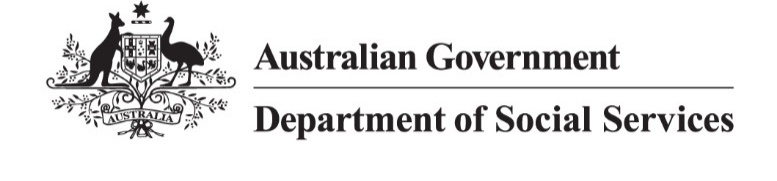 Australian Government
Department of Social Services
AUSTRALIA